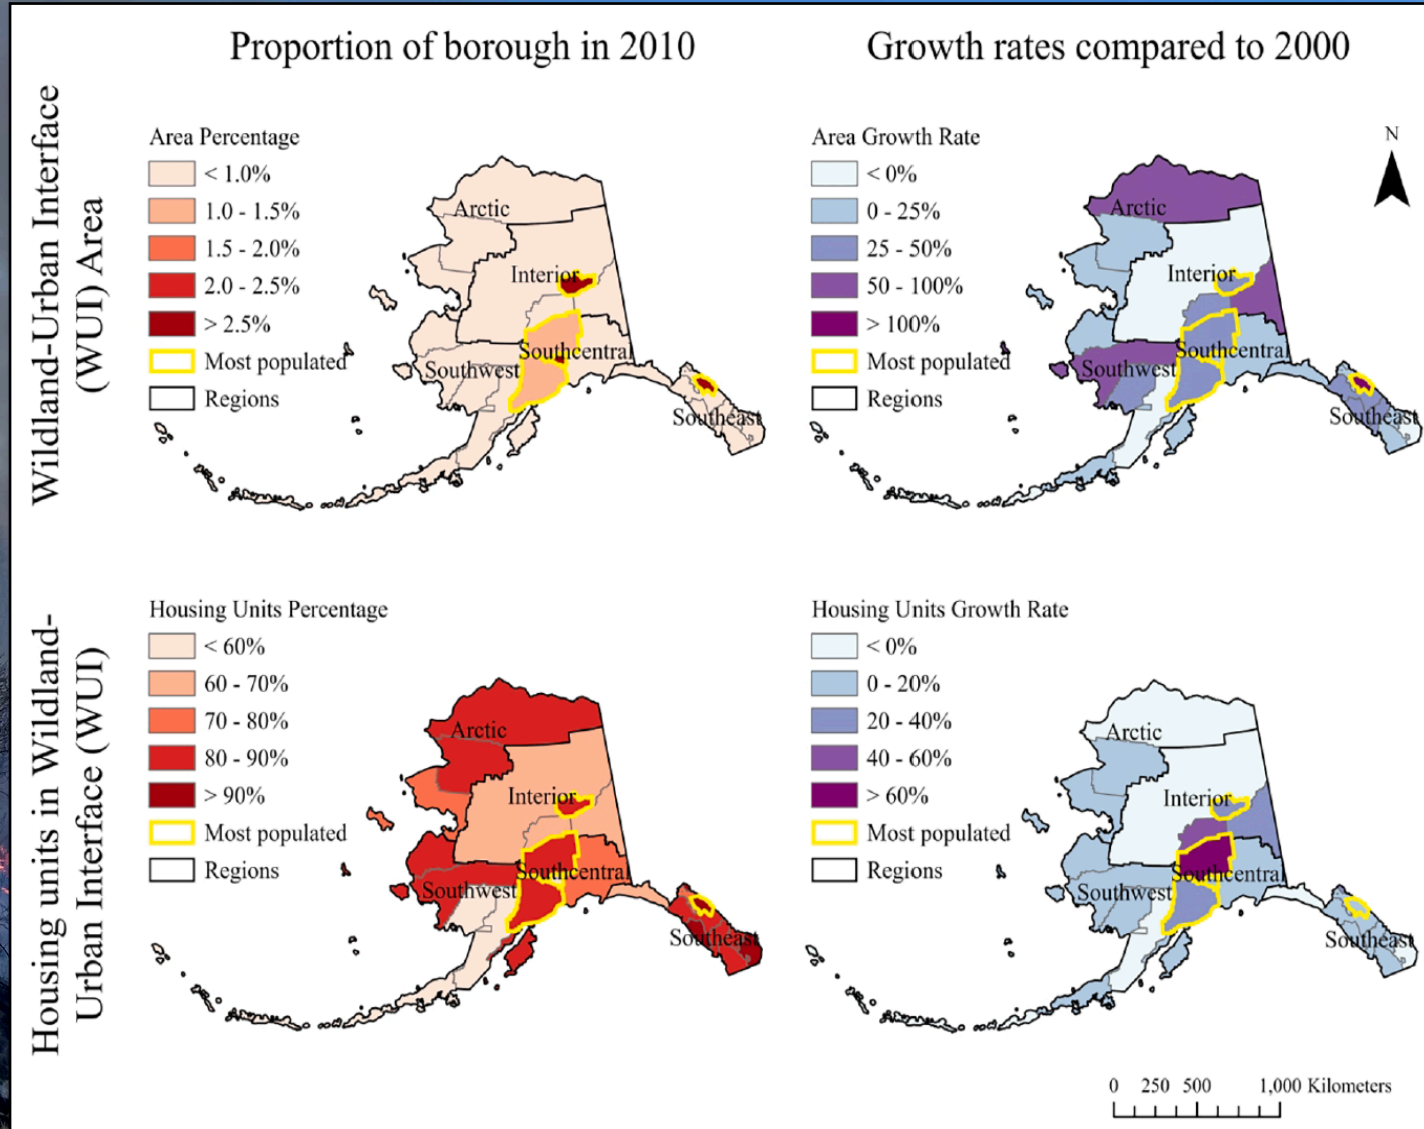 Proportion of borough in 2010
Growth rates compared to 2000
Wildland-Urban Interface
(WUI) Area
Area Percentage
< 1.0%
1.0 - 1.5%
1.5 - 2.0%
2.0 - 2.5%
> 2.5%
Most populated
Regions
Arctic
Interior
Southcentral
Southwest
Southeast
Area Growth Rate
< 0%
0 - 25%
25 - 50%
50 - 100%
> 100%
Most populated
Regions
Arctic
Interior
Southcentral
Southwest
Southeast
N
Housing units in Wildland-
Urban Interface (WUI)
Housing Units Percentage
< 60%
60 - 70%
70 - 80%
80 - 90%
> 90%
Most populated
Regions
Arctic
Interior
Southcentral
Southwest
Southeast
Housing Units Growth Rate
< 0%
0 - 20%
20 - 40%
40 - 60%
> 60%
Most populated
Regions
Arctic
Interior
Southcentral
Southwest
Southeast
0 250 500 1,000 Kilometers